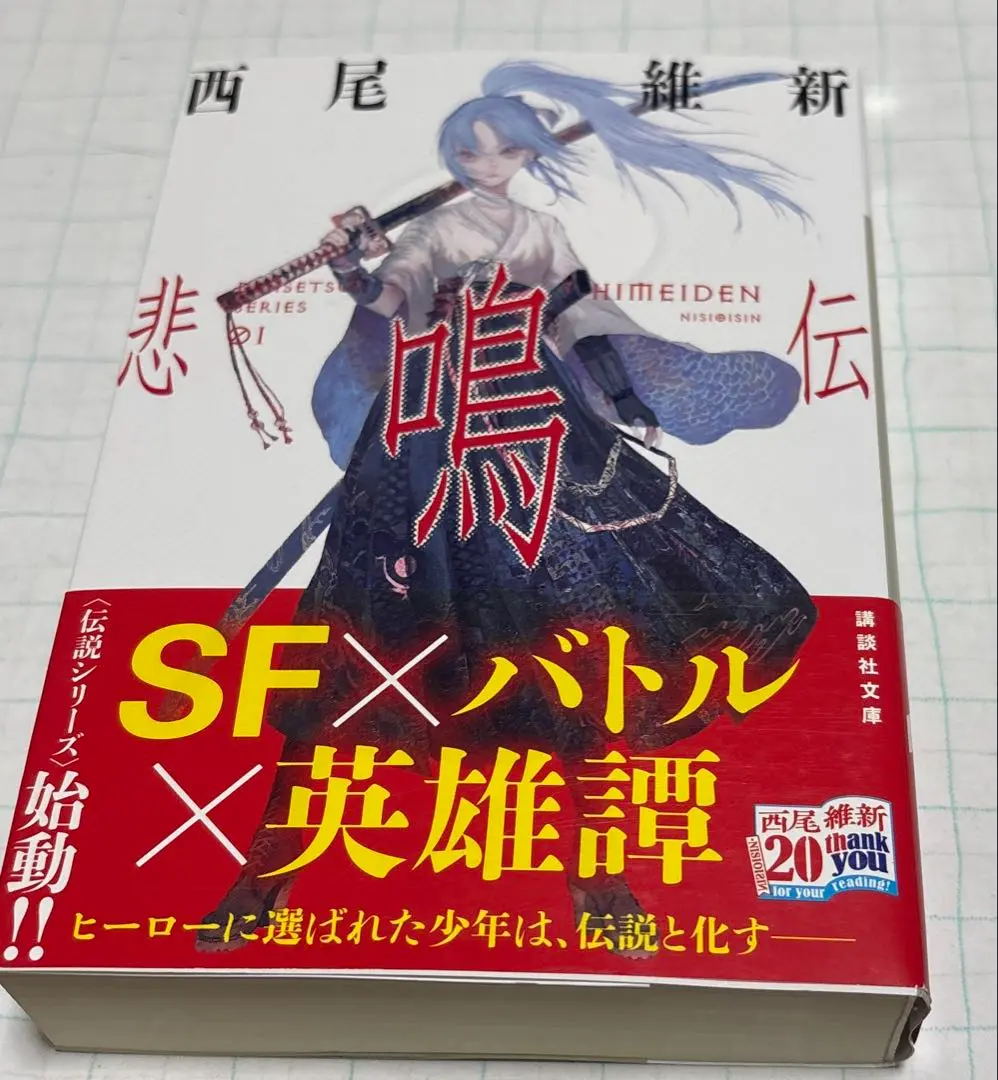 西尾維新
悲鳴伝
DENSETSU
SERIES
01
HIMEIDEN
NISIOISIN
講談社文庫
〈伝説シリーズ〉始動!!
SF×バトル
×英雄譚
ヒーローに選ばれた少年は、伝説と化す――
西尾維新
NISIOISIN
20
thank
you
for your reading!